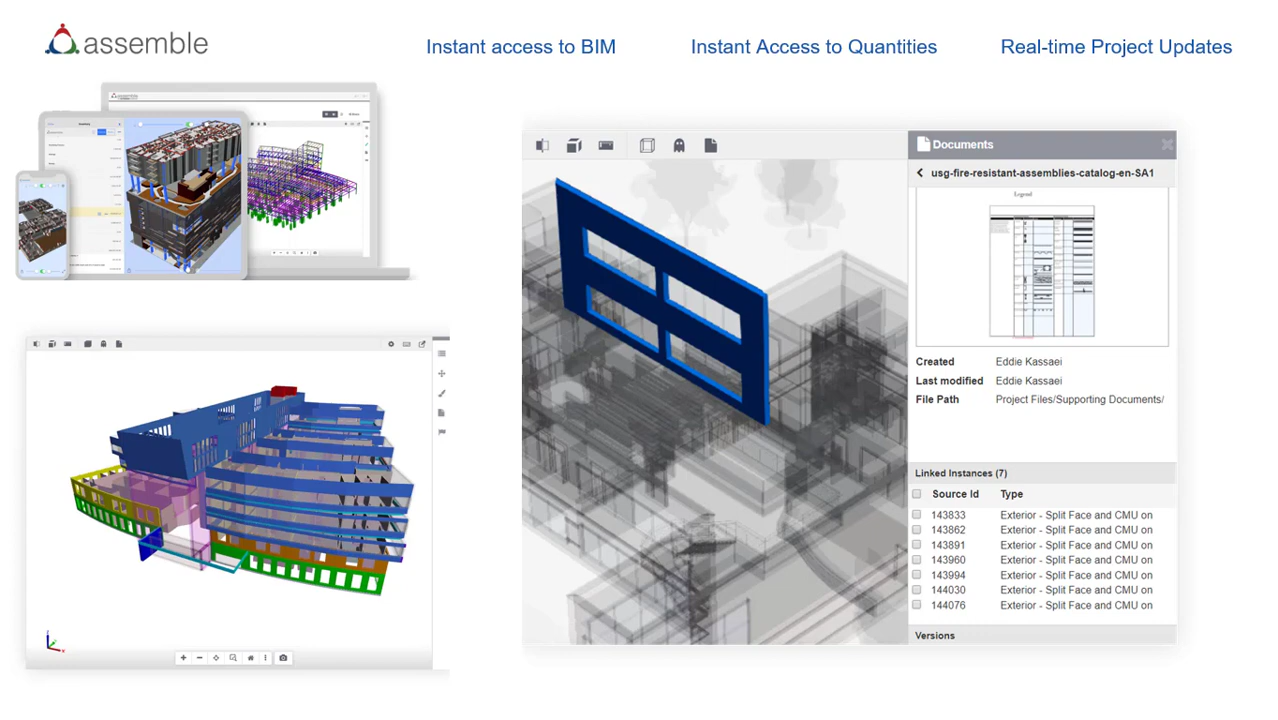 assemble
Instant access to BIM
Instant Access to Quantities
Real-time Project Updates
Documents
usg-fire-resistant-assemblies-catalog-en-SA1
Legend
Created Eddie Kassaei
Last modified Eddie Kassaei
File Path Project Files/Supporting Documents/
Linked Instances (7)
Source Id Type
143833 Exterior - Split Face and CMU on
143862 Exterior - Split Face and CMU on
143891 Exterior - Split Face and CMU on
143960 Exterior - Split Face and CMU on
143994 Exterior - Split Face and CMU on
144030 Exterior - Split Face and CMU on
144076 Exterior - Split Face and CMU on
Versions